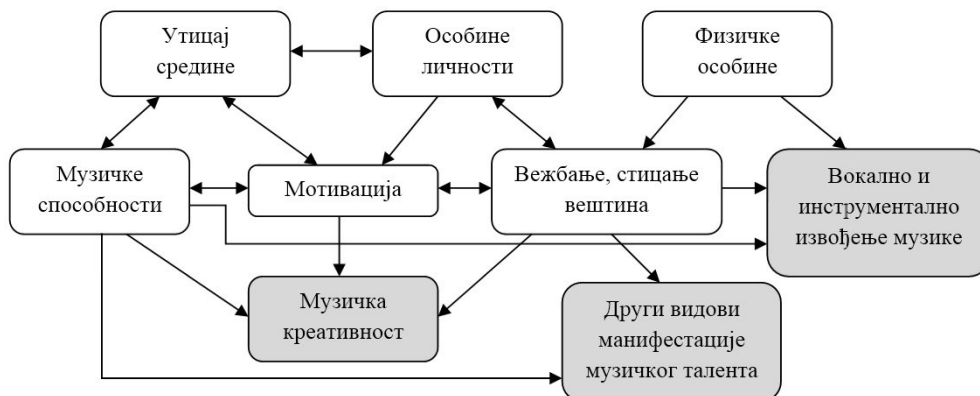 Утицај
средине
Особине
личности
Физичке
особине
Музичке
способности
Мотивација
Вежбање, стицање
вештина
Вокално и
инструментално
извођење музике
Музичка
креативност
Други видови
манифестације
музичког талента